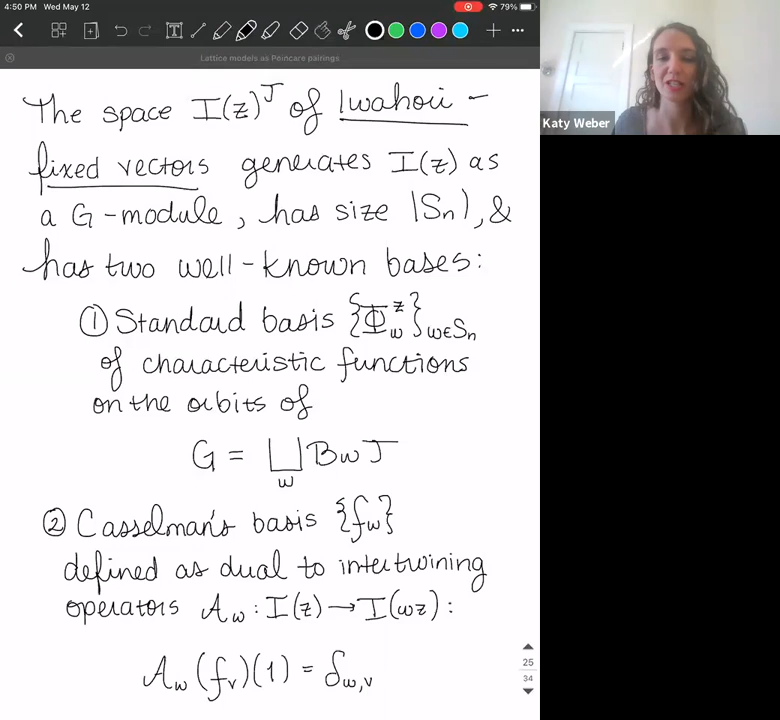 4:50 PM Wed May 12
79%
Lattice models as Poincare pairings
Katy Weber
The space I(z)^J of Iwahori-
fixed vectors generates I(z) as
a G-module, has size |Sn|, &
has two well-known bases:
① Standard basis {Φ_w^z}_{w∈Sn}
of characteristic functions
on the orbits of
G = ⊔_w BwJ
② Casselman's basis {f_w}
defined as dual to intertwining
operators A_w : I(z) → I(wz) :
A_w(f_v)(1) = δ_{w,v}
25
34